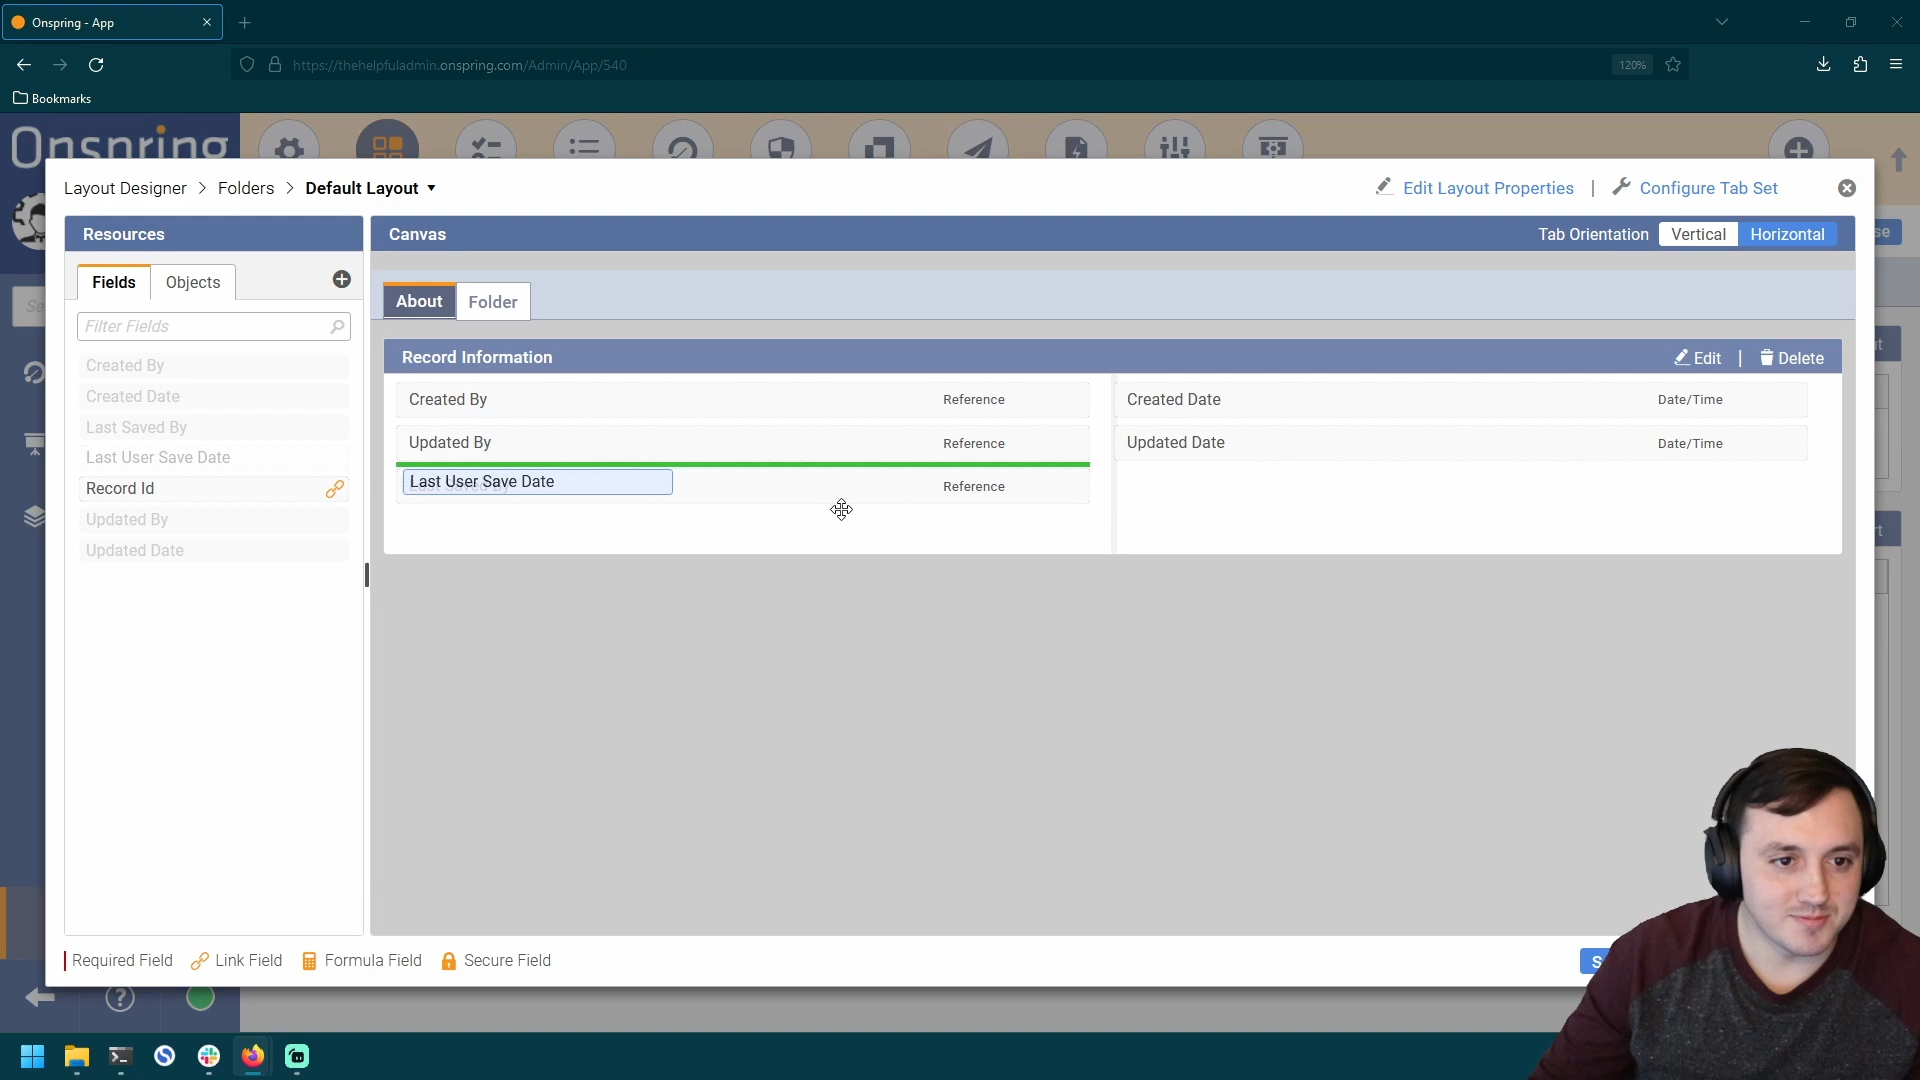 Onspring - App
https://thehelpfuladmin.onspring.com/Admin/App/540
120%
Bookmarks
Onspring
Layout Designer > Folders > Default Layout
Edit Layout Properties | Configure Tab Set
Resources
Canvas
Tab Orientation Vertical Horizontal
Fields Objects
About Folder
Filter Fields
Record Information
Edit | Delete
Created By
Created Date
Last Saved By
Last User Save Date
Record Id
Updated By
Updated Date
Created By Reference
Created Date Date/Time
Updated By Reference
Updated Date Date/Time
Last User Save Date
Reference
Required Field Link Field Formula Field Secure Field